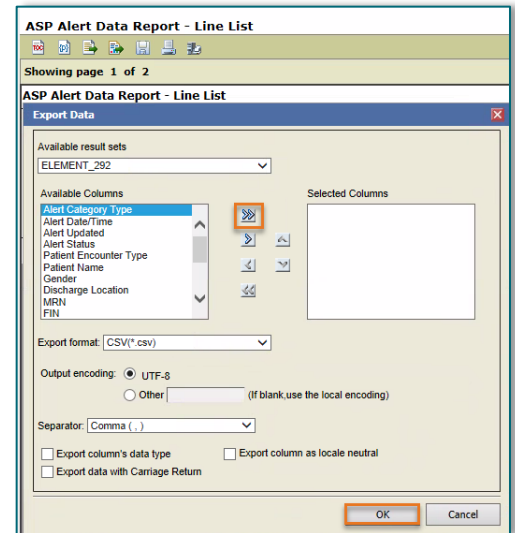 ASP Alert Data Report - Line List
Showing page 1 of 2
ASP Alert Data Report - Line List
Export Data
Available result sets
ELEMENT_292
Available Columns
Selected Columns
Alert Category Type
Alert Date/Time
Alert Updated
Alert Status
Patient Encounter Type
Patient Name
Gender
Discharge Location
MRN
FIN
Export format: CSV(*.csv)
Output encoding: UTF-8
Other (If blank,use the local encoding)
Separator: Comma ( , )
Export column's data type Export column as locale neutral
Export data with Carriage Return
OK Cancel